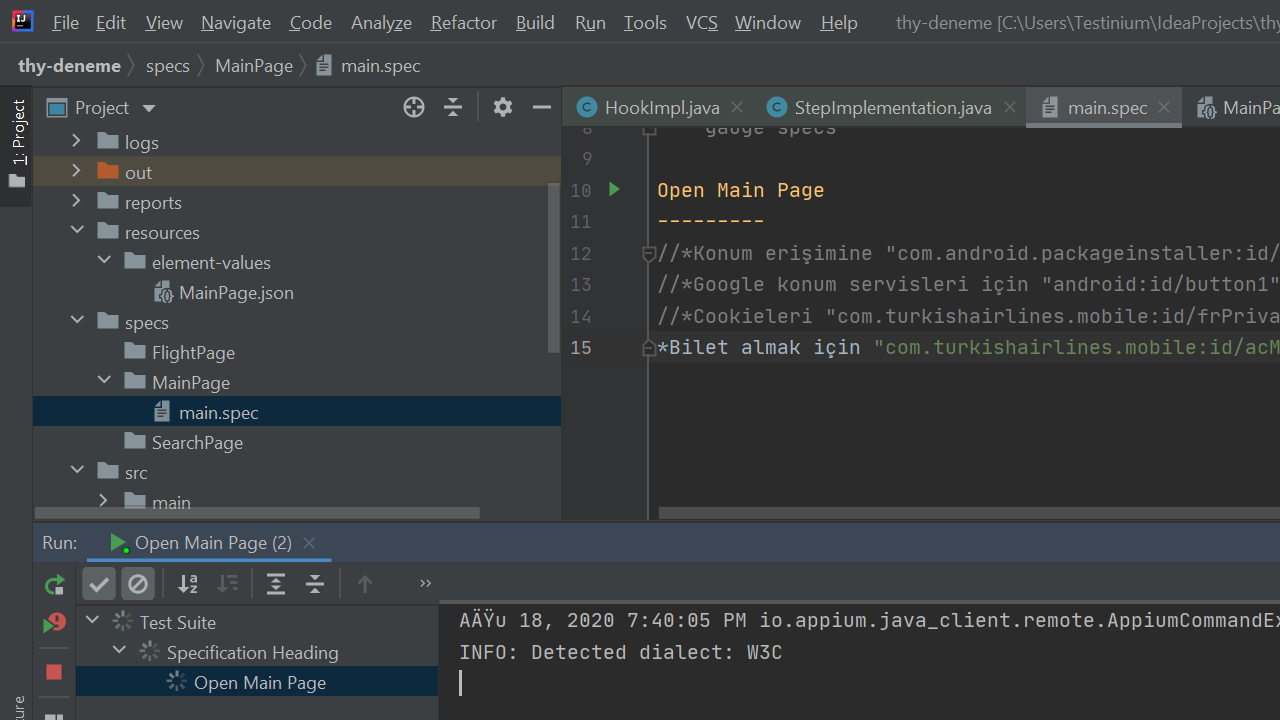 File Edit View Navigate Code Analyze Refactor Build Run Tools VCS Window Help thy-deneme [C:\Users\Testinium\IdeaProjects\thy
thy-deneme specs MainPage main.spec
1: Project
Project
HookImpl.java StepImplementation.java main.spec MainPa
logs
out
reports
resources
element-values
MainPage.json
specs
FlightPage
MainPage
main.spec
SearchPage
src
main
8 gauge specs
9
10 Open Main Page
11 ---------
12 //*Konum erişimine "com.android.packageinstaller:id/
13 //*Google konum servisleri için "android:id/button1"
14 //*Cookieleri "com.turkishairlines.mobile:id/frPriva
15 *Bilet almak için "com.turkishairlines.mobile:id/acM
Run: Open Main Page (2)
Test Suite
Specification Heading
Open Main Page
AÄŸu 18, 2020 7:40:05 PM io.appium.java_client.remote.AppiumCommandEx
INFO: Detected dialect: W3C